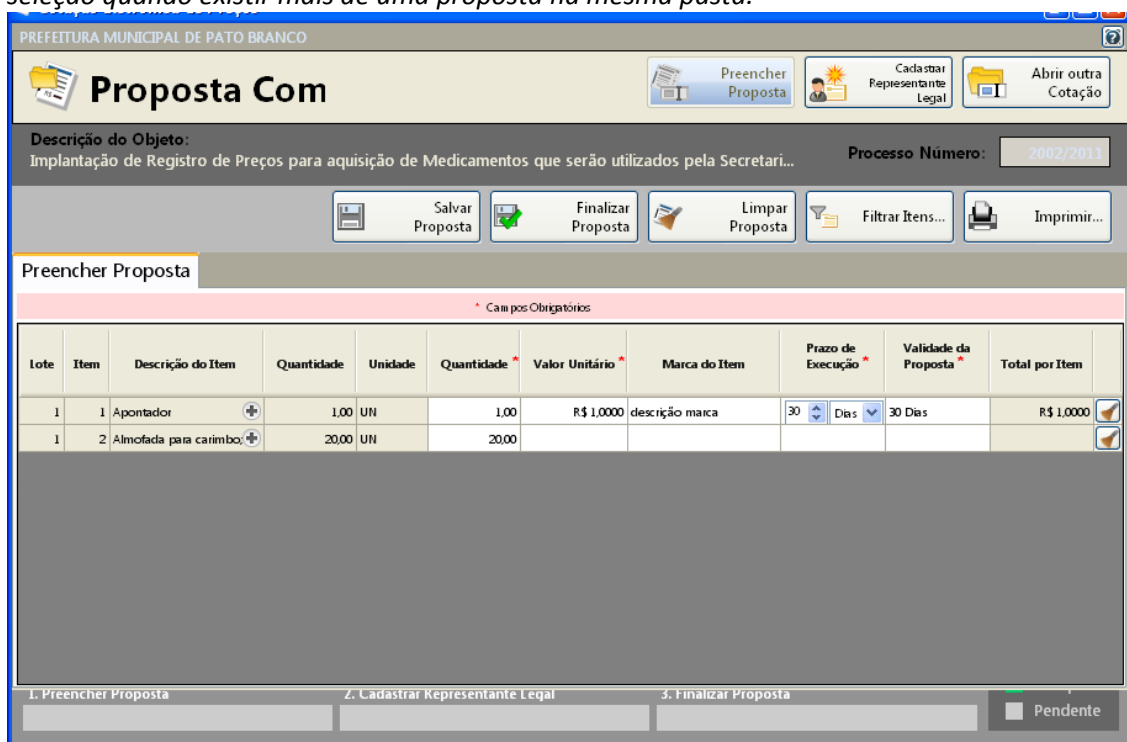 seleção quando existir mais de uma proposta na mesma pasta.
PREFEITURA MUNICIPAL DE PATO BRANCO
Proposta Com
Preencher
Proposta
Cadastrar
Representante
Legal
Abrir outra
Cotação
Descrição do Objeto:
Implantação de Registro de Preços para aquisição de Medicamentos que serão utilizados pela Secretari...
Processo Número: 2002/2011
Salvar
Proposta
Finalizar
Proposta
Limpar
Proposta
Filtrar Itens...
Imprimir...
Preencher Proposta
* Campos Obrigatórios
Lote Item Descrição do Item Quantidade Unidade Quantidade * Valor Unitário * Marca do Item Prazo de Execução * Validade da Proposta * Total por Item
1 1 Apontador 1,00 UN 1,00 R$ 1,0000 descrição marca 30 Dias 30 Dias R$ 1,0000
1 2 Almofada para carimbo; 20,00 UN 20,00
1. Preencher Proposta 2. Cadastrar Representante Legal 3. Finalizar Proposta
Pendente